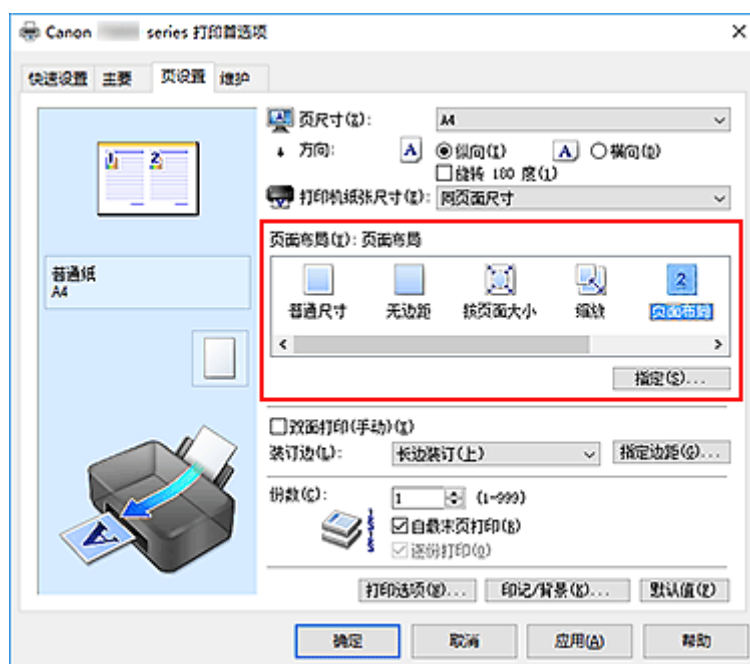 Canon series 打印首选项
快速设置 主要 页设置 维护
页尺寸(Z): A4
方向: A 纵向(T) A 横向(D)
旋转 180 度(1)
打印机纸张尺寸(E): 同页面尺寸
页面布局(I): 页面布局
普通尺寸 无边距 按页面大小 缩放 页面布局
指定(S)...
普通纸
A4
双面打印(手动)(X)
装订边(L): 长边装订(上) 指定边距(G)...
份数(C): 1 (1-999)
自最末页打印(R)
逐份打印(O)
打印选项(N)... 印记/背景(K)... 默认值(F)
确定 取消 应用(A) 帮助